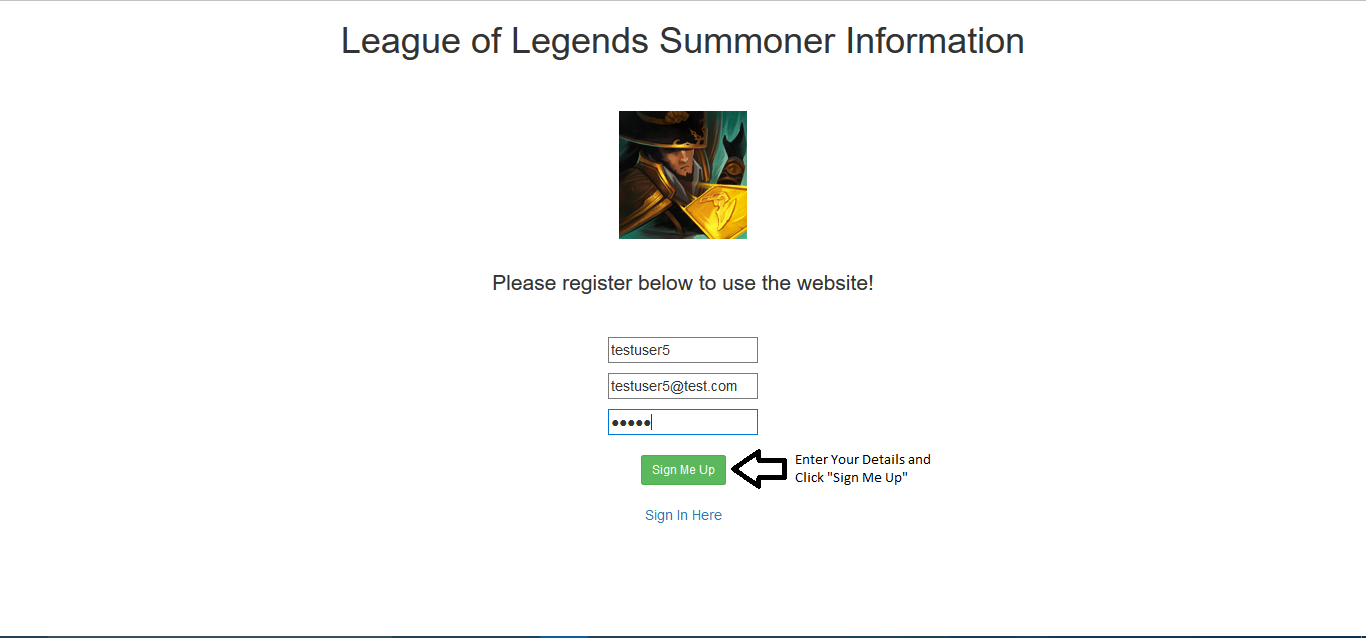 League of Legends Summoner Information
Please register below to use the website!
testuser5
testuser5@test.com
●●●●●
Sign Me Up
Enter Your Details and
Click "Sign Me Up"
Sign In Here